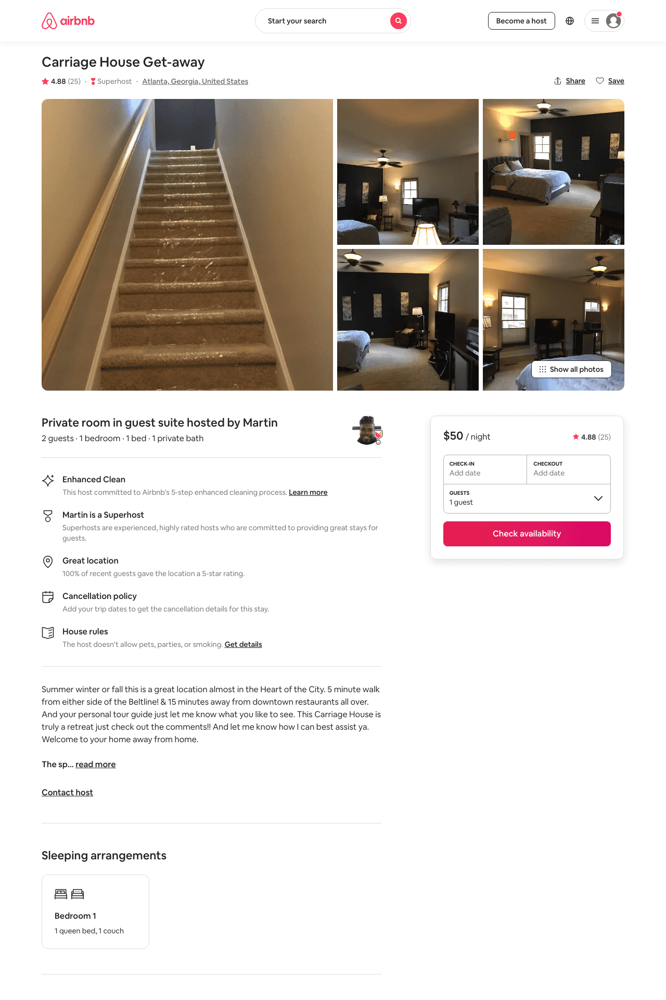 airbnb
Start your search
Become a host
Carriage House Get-away
4.88 (25) · Superhost · Atlanta, Georgia, United States
Share
Save
Show all photos
Private room in guest suite hosted by Martin
2 guests · 1 bedroom · 1 bed · 1 private bath
Enhanced Clean
This host committed to Airbnb's 5-step enhanced cleaning process. Learn more
Martin is a Superhost
Superhosts are experienced, highly rated hosts who are committed to providing great stays for
guests.
Great location
100% of recent guests gave the location a 5-star rating.
Cancellation policy
Add your trip dates to get the cancellation details for this stay.
House rules
The host doesn't allow pets, parties, or smoking. Get details
Summer winter or fall this is a great location almost in the Heart of the City. 5 minute walk
from either side of the Beltline! & 15 minutes away from downtown restaurants all over.
And your personal tour guide just let me know what you like to see. This Carriage House is
truly a retreat just check out the comments!! And let me know how I can best assist ya.
Welcome to your home away from home.
The sp... read more
Contact host
Sleeping arrangements
Bedroom 1
1 queen bed, 1 couch
$50 / night
4.88 (25)
CHECK-IN
Add date
CHECKOUT
Add date
GUESTS
1 guest
Check availability